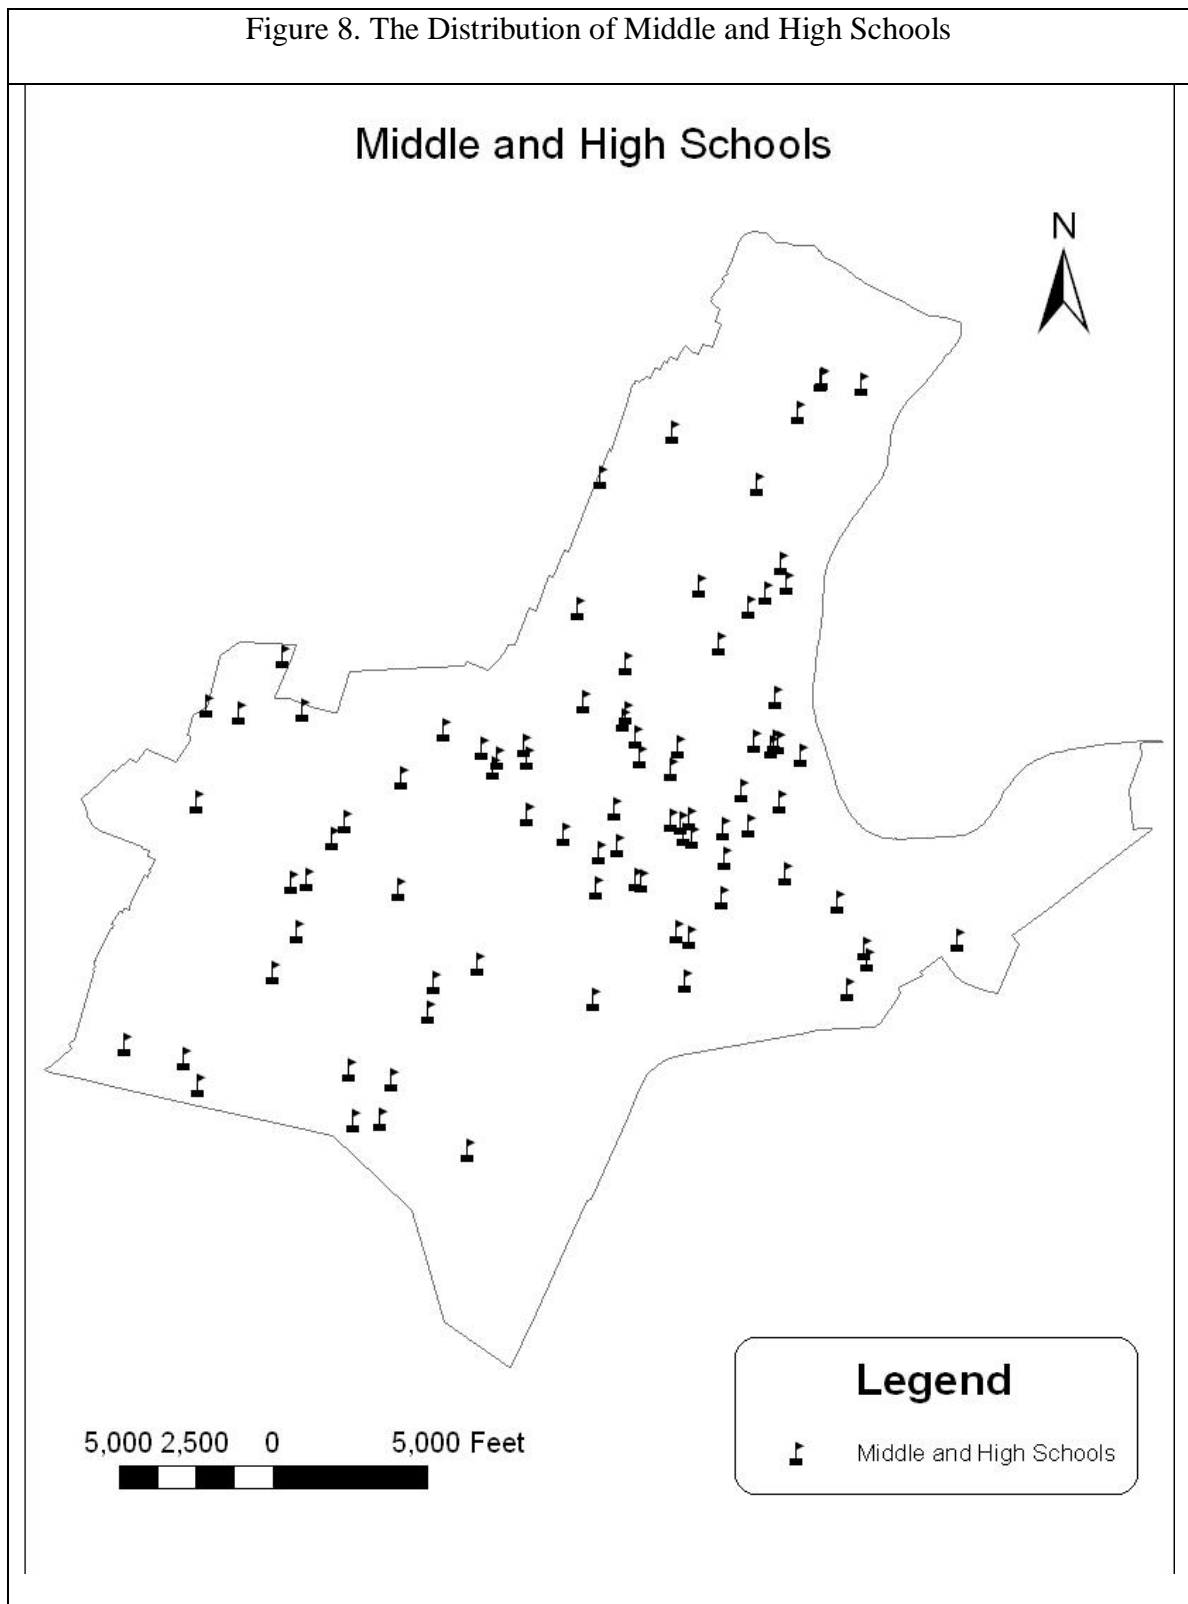 Figure 8. The Distribution of Middle and High Schools
Middle and High Schools
N
Legend
Middle and High Schools
5,000 2,500 0 5,000 Feet